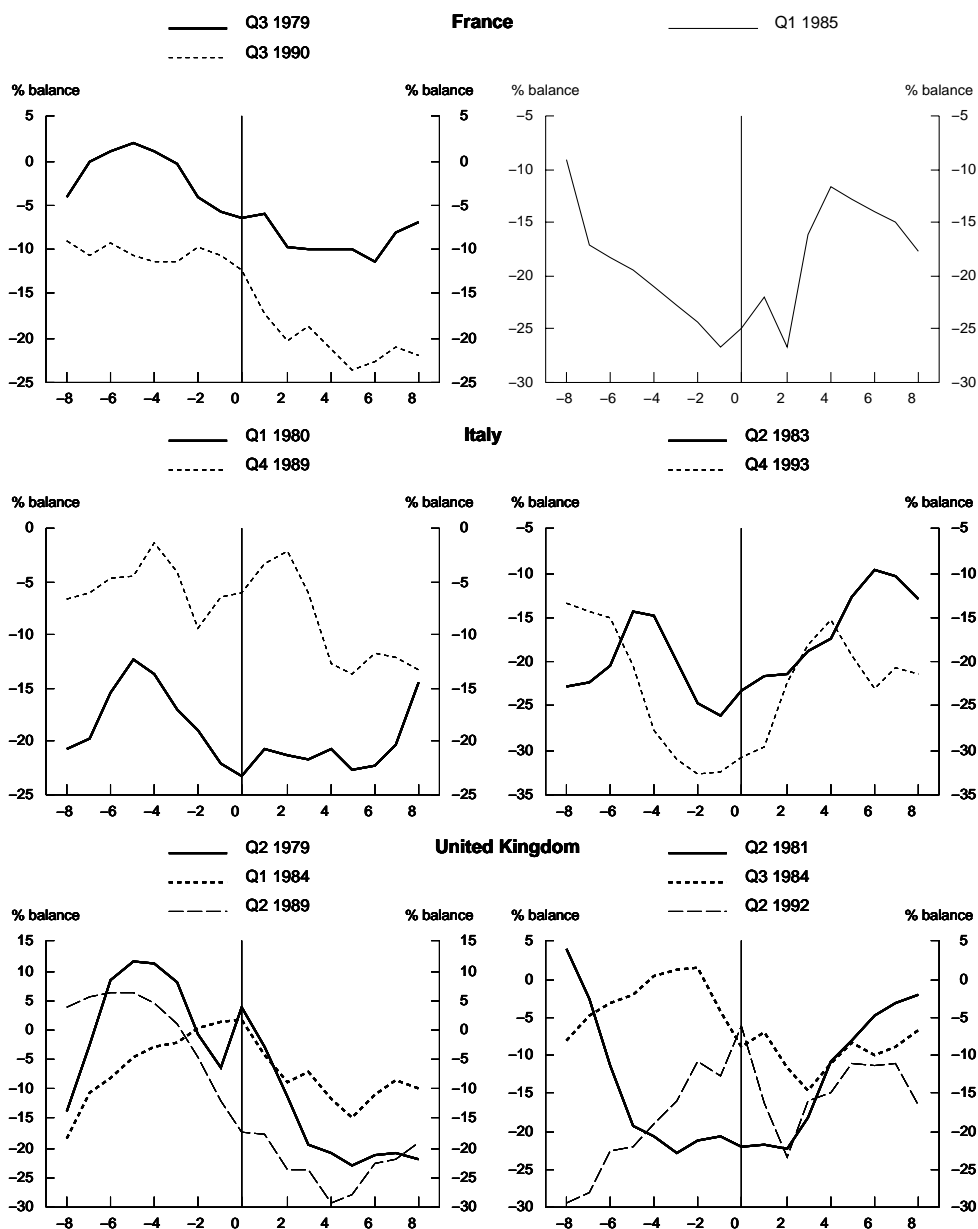 France
Q3 1979
Q3 1990
Q1 1985
% balance % balance % balance % balance
5 5 –5 –5
0 0 –10 –10
–5 –5 –15 –15
–10 –10 –20 –20
–15 –15 –25 –25
–20 –20 –30 –30
–25 –25
–8 –6 –4 –2 0 2 4 6 8 –8 –6 –4 –2 0 2 4 6 8
Italy
Q1 1980 Q2 1983
Q4 1989 Q4 1993
% balance % balance % balance % balance
0 0 –5 –5
–5 –5 –10 –10
–10 –10 –15 –15
–15 –15 –20 –20
–20 –20 –25 –25
–25 –25 –30 –30
–35 –35
–8 –6 –4 –2 0 2 4 6 8 –8 –6 –4 –2 0 2 4 6 8
United Kingdom
Q2 1979 Q2 1981
Q1 1984 Q3 1984
Q2 1989 Q2 1992
% balance % balance % balance % balance
15 15 5 5
10 10 0 0
5 5 –5 –5
0 0 –10 –10
–5 –5 –15 –15
–10 –10 –20 –20
–15 –15 –25 –25
–20 –20 –30 –30
–25 –25
–30 –30
–8 –6 –4 –2 0 2 4 6 8 –8 –6 –4 –2 0 2 4 6 8